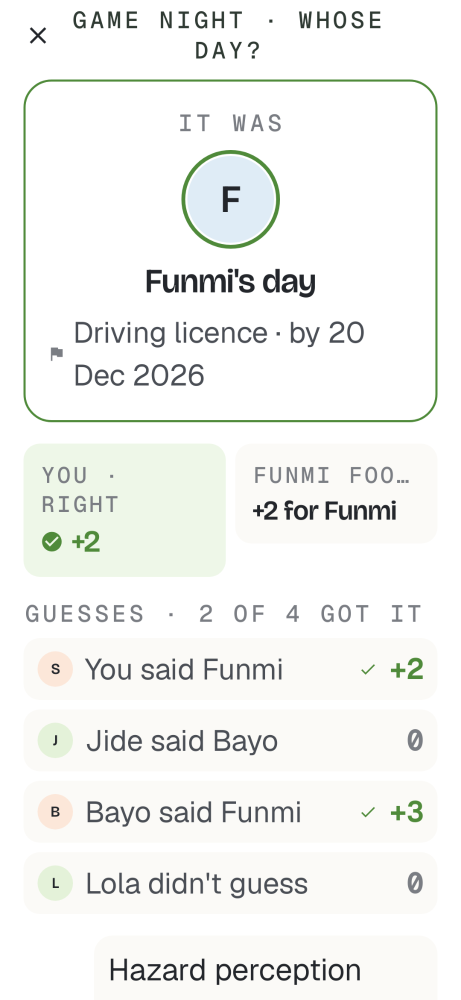 GAME NIGHT · WHOSE
DAY?
IT WAS
F
Funmi's day
Driving licence · by 20
Dec 2026
YOU ·
RIGHT
+2
FUNMI FOO…
+2 for Funmi
GUESSES · 2 OF 4 GOT IT
S You said Funmi +2
J Jide said Bayo 0
B Bayo said Funmi +3
L Lola didn't guess 0
Hazard perception